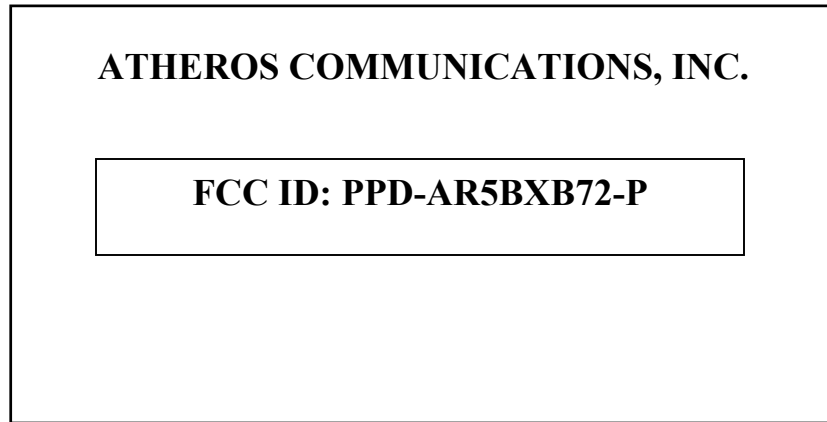 ATHEROS COMMUNICATIONS, INC.
FCC ID: PPD-AR5BXB72-P